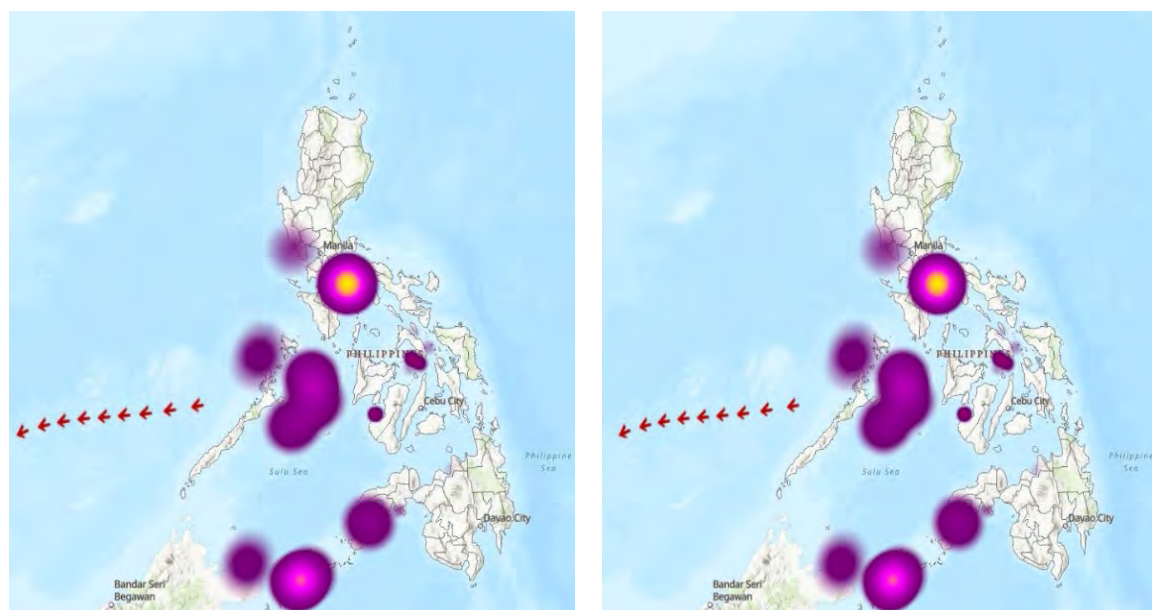 Manila
PHILIPPINES
Cebu City
Sulu Sea
Philippine
Sea
Davao City
Bandar Seri
Begawan
Manila
PHILIPPINES
Cebu City
Sulu Sea
Philippine
Sea
Davao City
Bandar Seri
Begawan